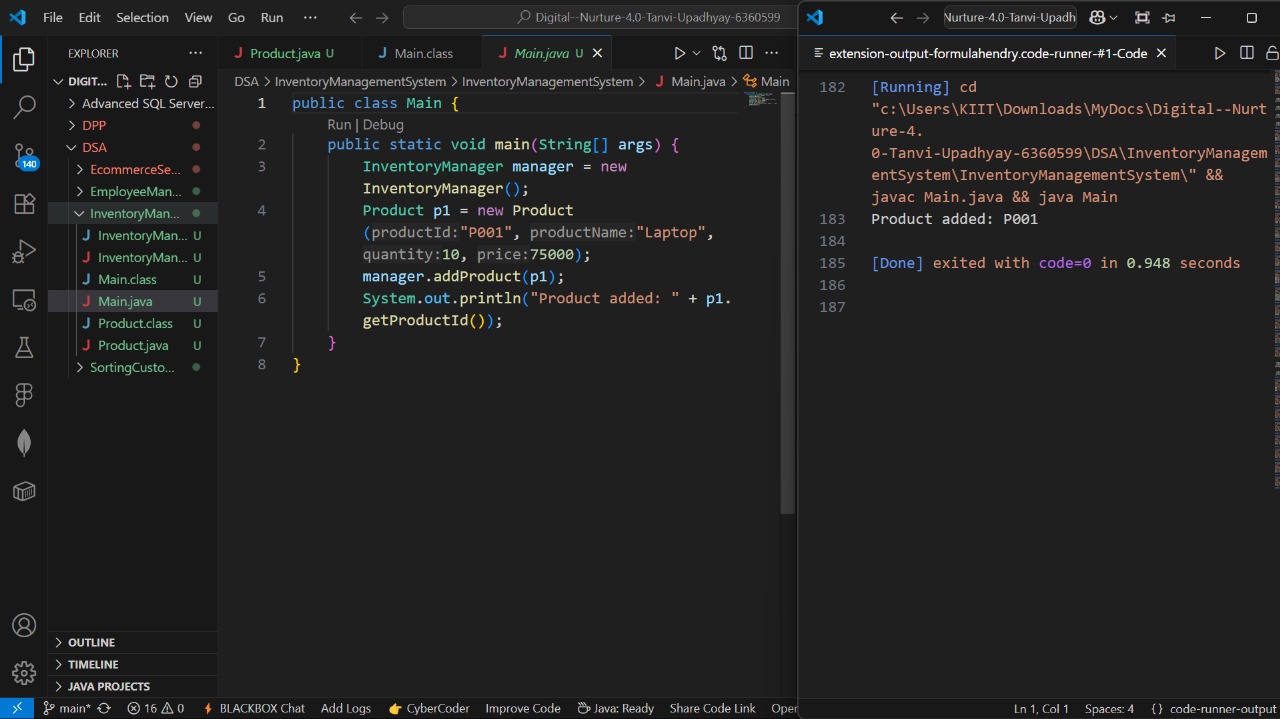 File Edit Selection View Go Run ···
Digital--Nurture-4.0-Tanvi-Upadhyay-6360599
EXPLORER ···
DIGIT...
Advanced SQL Server...
DPP
DSA
EcommerceSe...
EmployeeMan...
InventoryMan...
J InventoryMan... U
J InventoryMan... U
J Main.class U
J Main.java U
J Product.class U
J Product.java U
SortingCusto...
OUTLINE
TIMELINE
JAVA PROJECTS
140
J Product.java U
J Main.class
J Main.java U
DSA > InventoryManagementSystem > InventoryManagementSystem > J Main.java > Main
1 public class Main {
Run | Debug
2 public static void main(String[] args) {
3 InventoryManager manager = new
InventoryManager();
4 Product p1 = new Product
(productId:"P001", productName:"Laptop",
quantity:10, price:75000);
5 manager.addProduct(p1);
6 System.out.println("Product added: " + p1.
getProductId());
7 }
8 }
Nurture-4.0-Tanvi-Upadh
extension-output-formulahendry.code-runner-#1-Code
182 [Running] cd
"c:\Users\KIIT\Downloads\MyDocs\Digital--Nurt
ure-4.
0-Tanvi-Upadhyay-6360599\DSA\InventoryManagem
entSystem\InventoryManagementSystem\" &&
javac Main.java && java Main
183 Product added: P001
184
185 [Done] exited with code=0 in 0.948 seconds
186
187
main* 16 0 BLACKBOX Chat Add Logs CyberCoder Improve Code Java: Ready Share Code Link Oper
Ln 1, Col 1 Spaces: 4 {} code-runner-output